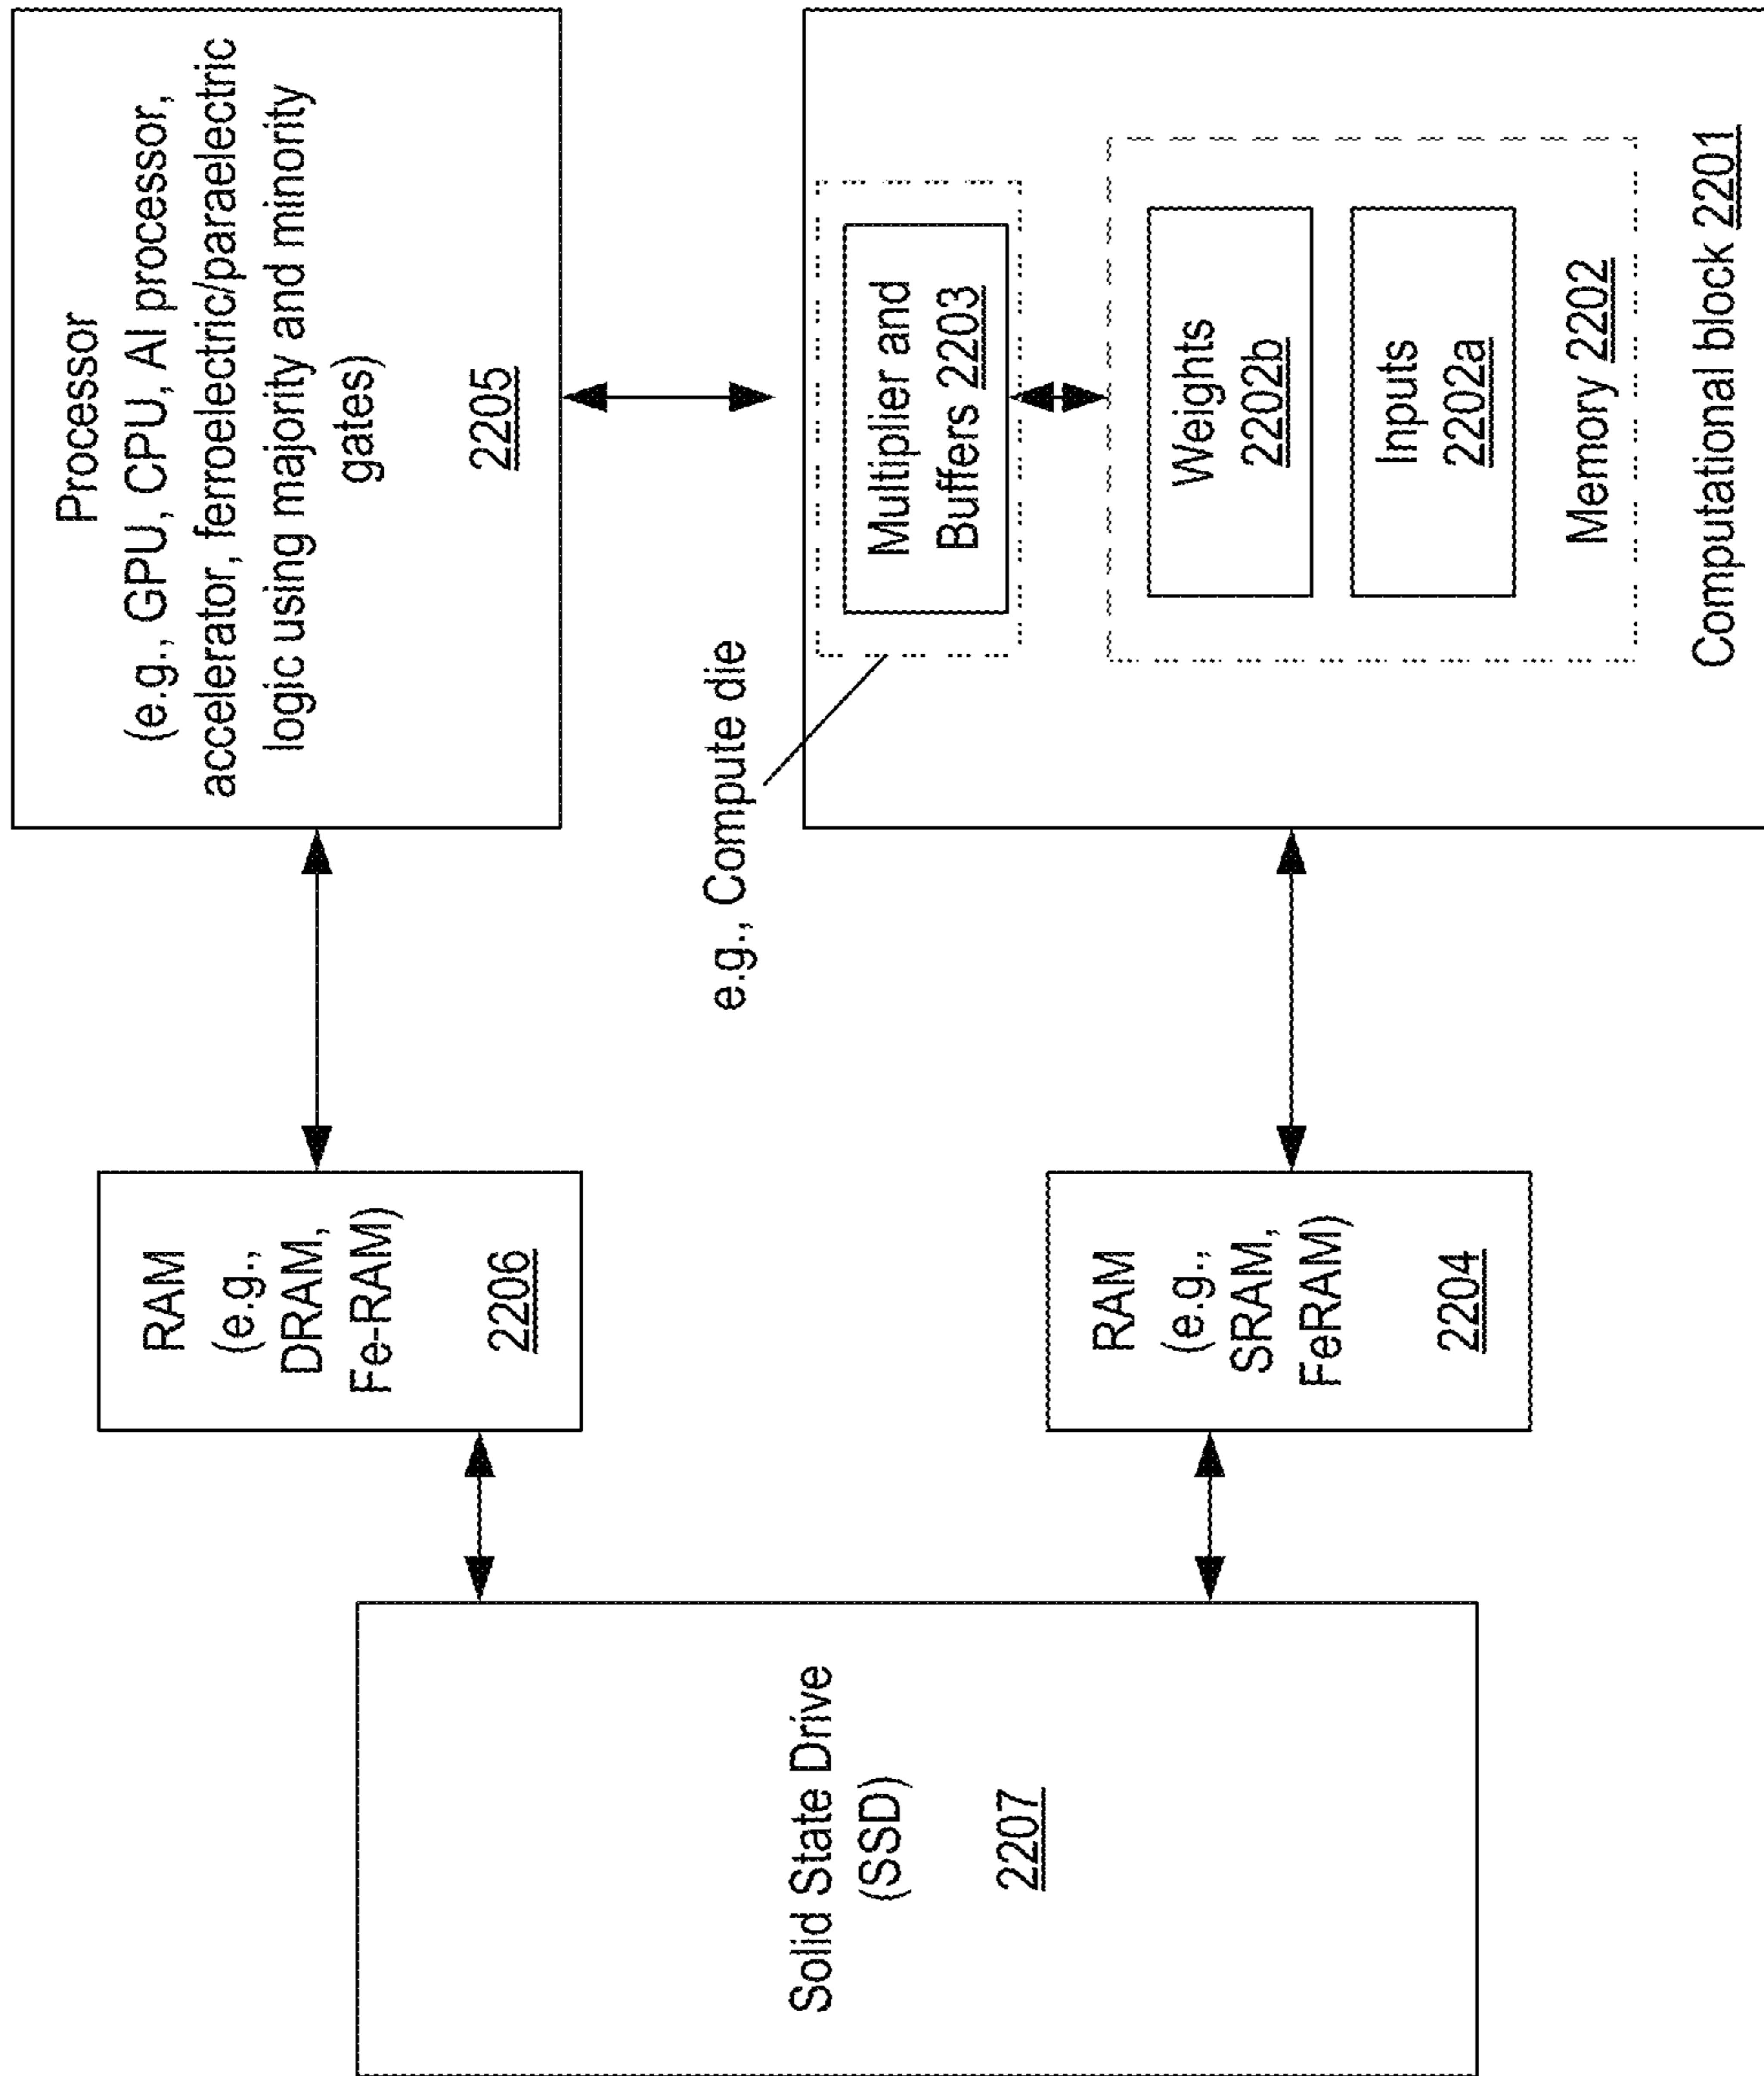 Solid State Drive
(SSD)
2207
RAM
(e.g.,
DRAM,
Fe-RAM)
2206
RAM
(e.g.,
SRAM,
FeRAM)
2204
Processor
(e.g., GPU, CPU, AI processor,
accelerator, ferroelectric/paraelectric
logic using majority and minority
gates)
2205
e.g., Compute die
Multiplier and
Buffers 2203
Weights
2202b
Inputs
2202a
Memory 2202
Computational block 2201